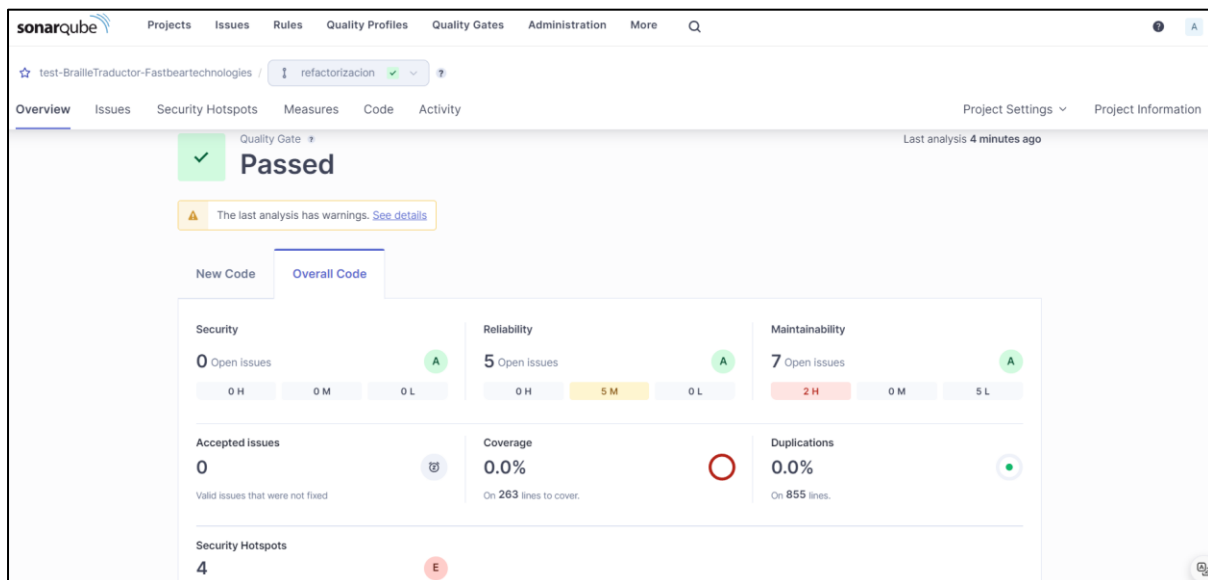 sonarqube Projects Issues Rules Quality Profiles Quality Gates Administration More ? A
test-BrailleTraductor-Fastbeartechnologies / refactorizacion ?
Overview Issues Security Hotspots Measures Code Activity Project Settings Project Information
Quality Gate ? Last analysis 4 minutes ago
Passed
The last analysis has warnings. See details
New Code Overall Code
Security Reliability Maintainability
0 Open issues A 5 Open issues A 7 Open issues A
0 H 0 M 0 L 0 H 5 M 0 L 2 H 0 M 5 L
Accepted issues Coverage Duplications
0 0.0% 0.0%
Valid issues that were not fixed On 263 lines to cover. On 855 lines.
Security Hotspots
4 E